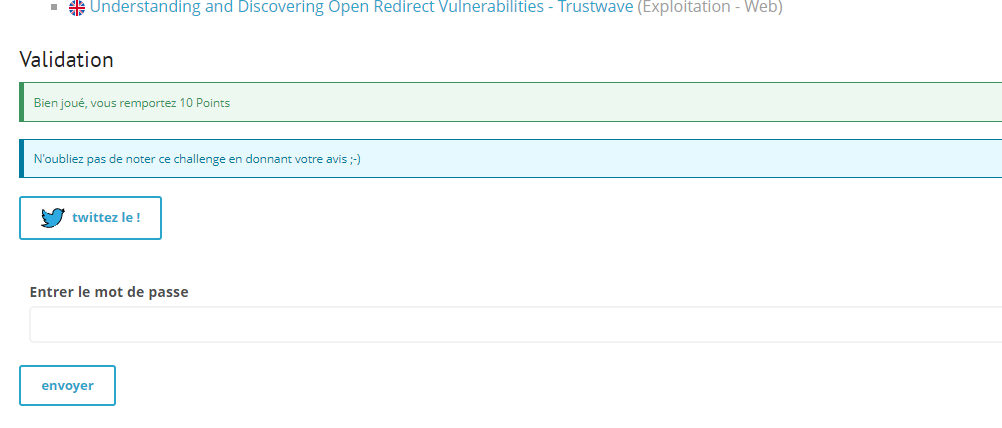 Understanding and Discovering Open Redirect Vulnerabilities - Trustwave (Exploitation - Web)
Validation
Bien joué, vous remportez 10 Points
N'oubliez pas de noter ce challenge en donnant votre avis ;-)
twittez le !
Entrer le mot de passe
envoyer